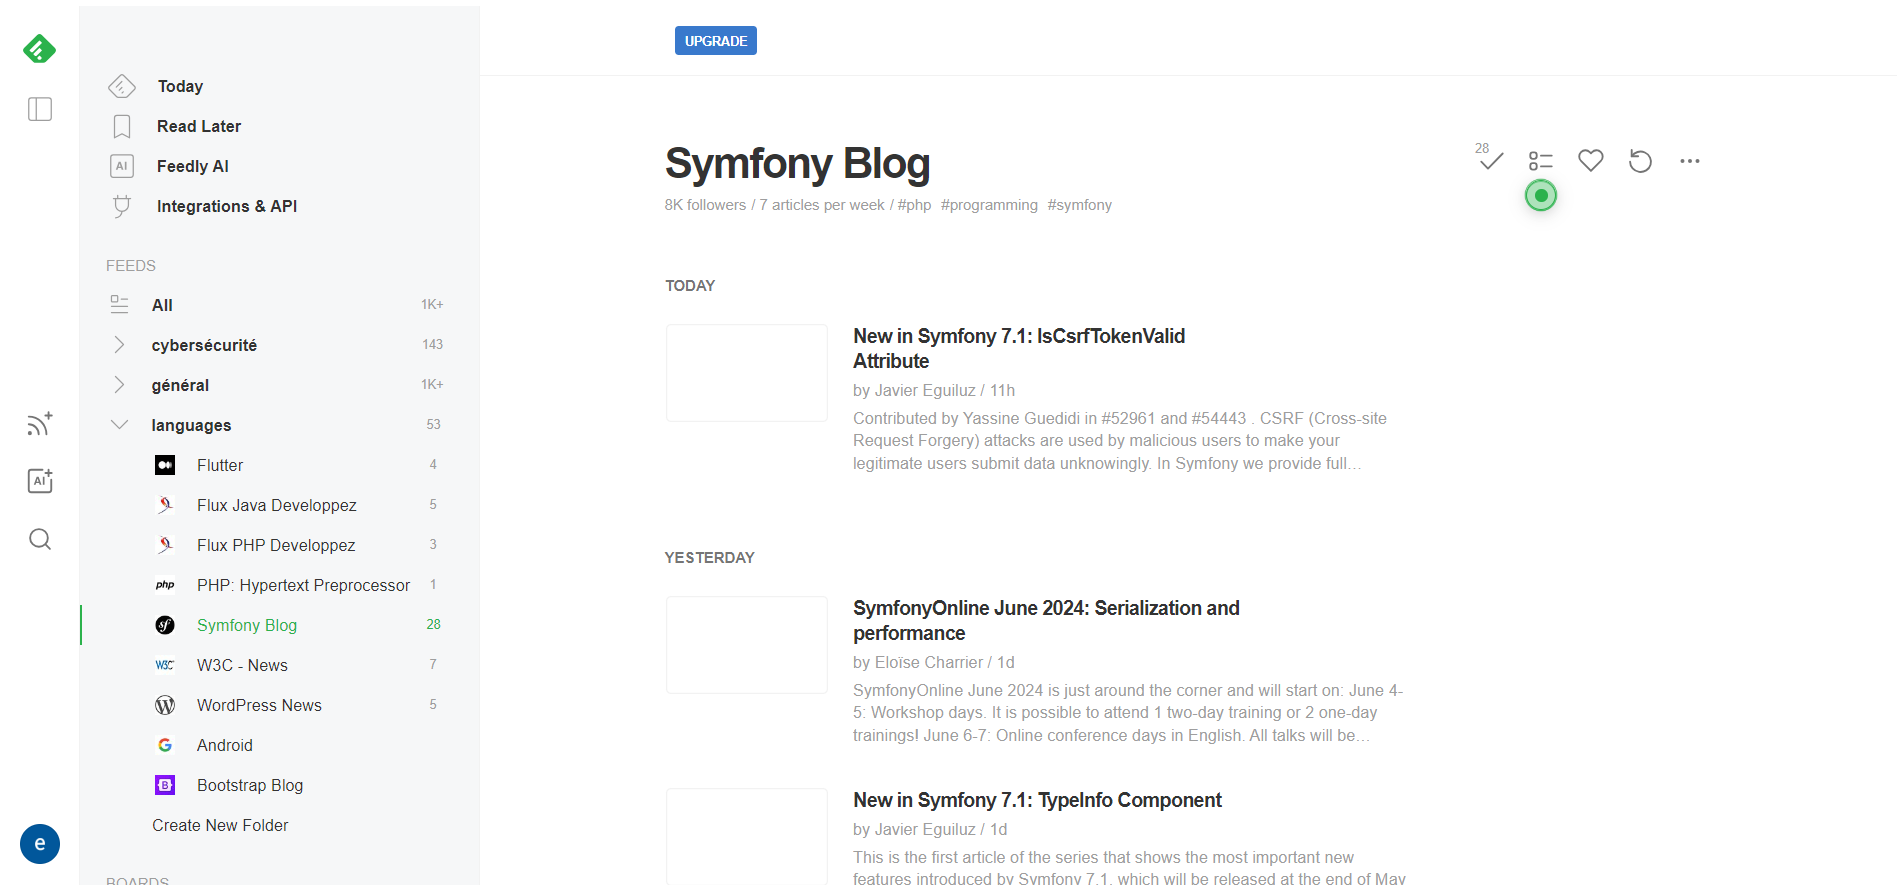 UPGRADE
Today
Read Later
AI
Feedly AI
Integrations & API
FEEDS
All 1K+
cybersécurité 143
général 1K+
languages 53
Flutter 4
Flux Java Developpez 5
Flux PHP Developpez 3
php PHP: Hypertext Preprocessor 1
sf Symfony Blog 28
W3C W3C - News 7
WordPress News 5
Android
B Bootstrap Blog
Create New Folder
BOARDS
AI
e
Symfony Blog
28
8K followers / 7 articles per week / #php #programming #symfony
TODAY
New in Symfony 7.1: IsCsrfTokenValid
Attribute
by Javier Eguiluz / 11h
Contributed by Yassine Guedidi in #52961 and #54443 . CSRF (Cross-site
Request Forgery) attacks are used by malicious users to make your
legitimate users submit data unknowingly. In Symfony we provide full...
YESTERDAY
SymfonyOnline June 2024: Serialization and
performance
by Eloïse Charrier / 1d
SymfonyOnline June 2024 is just around the corner and will start on: June 4-
5: Workshop days. It is possible to attend 1 two-day training or 2 one-day
trainings! June 6-7: Online conference days in English. All talks will be...
New in Symfony 7.1: TypeInfo Component
by Javier Eguiluz / 1d
This is the first article of the series that shows the most important new
features introduced by Symfony 7.1, which will be released at the end of May